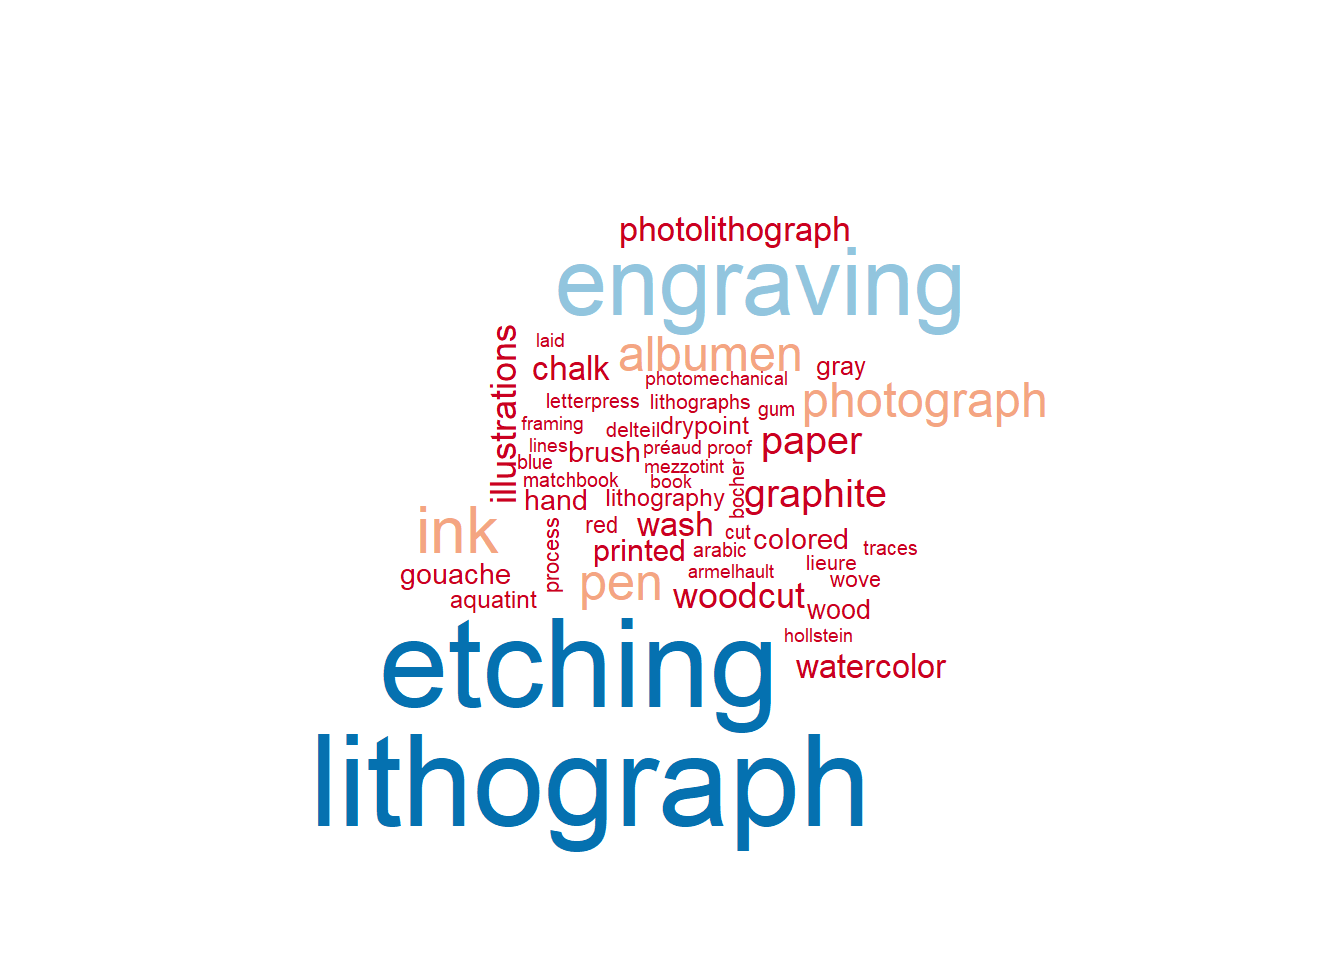 photolithograph
engraving
illustrations
laid
albumen
chalk
gray
photomechanical
photograph
letterpress
lithographs
gum
framing
delteil
drypoint
paper
lines
brush
préaud
proof
blue
mezzotint
matchbook
book
bocher
graphite
hand
lithography
ink
red
wash
cut
colored
process
printed
arabic
traces
gouache
pen
armelhault
lieure
wove
aquatint
woodcut
wood
etching
hollstein
watercolor
lithograph